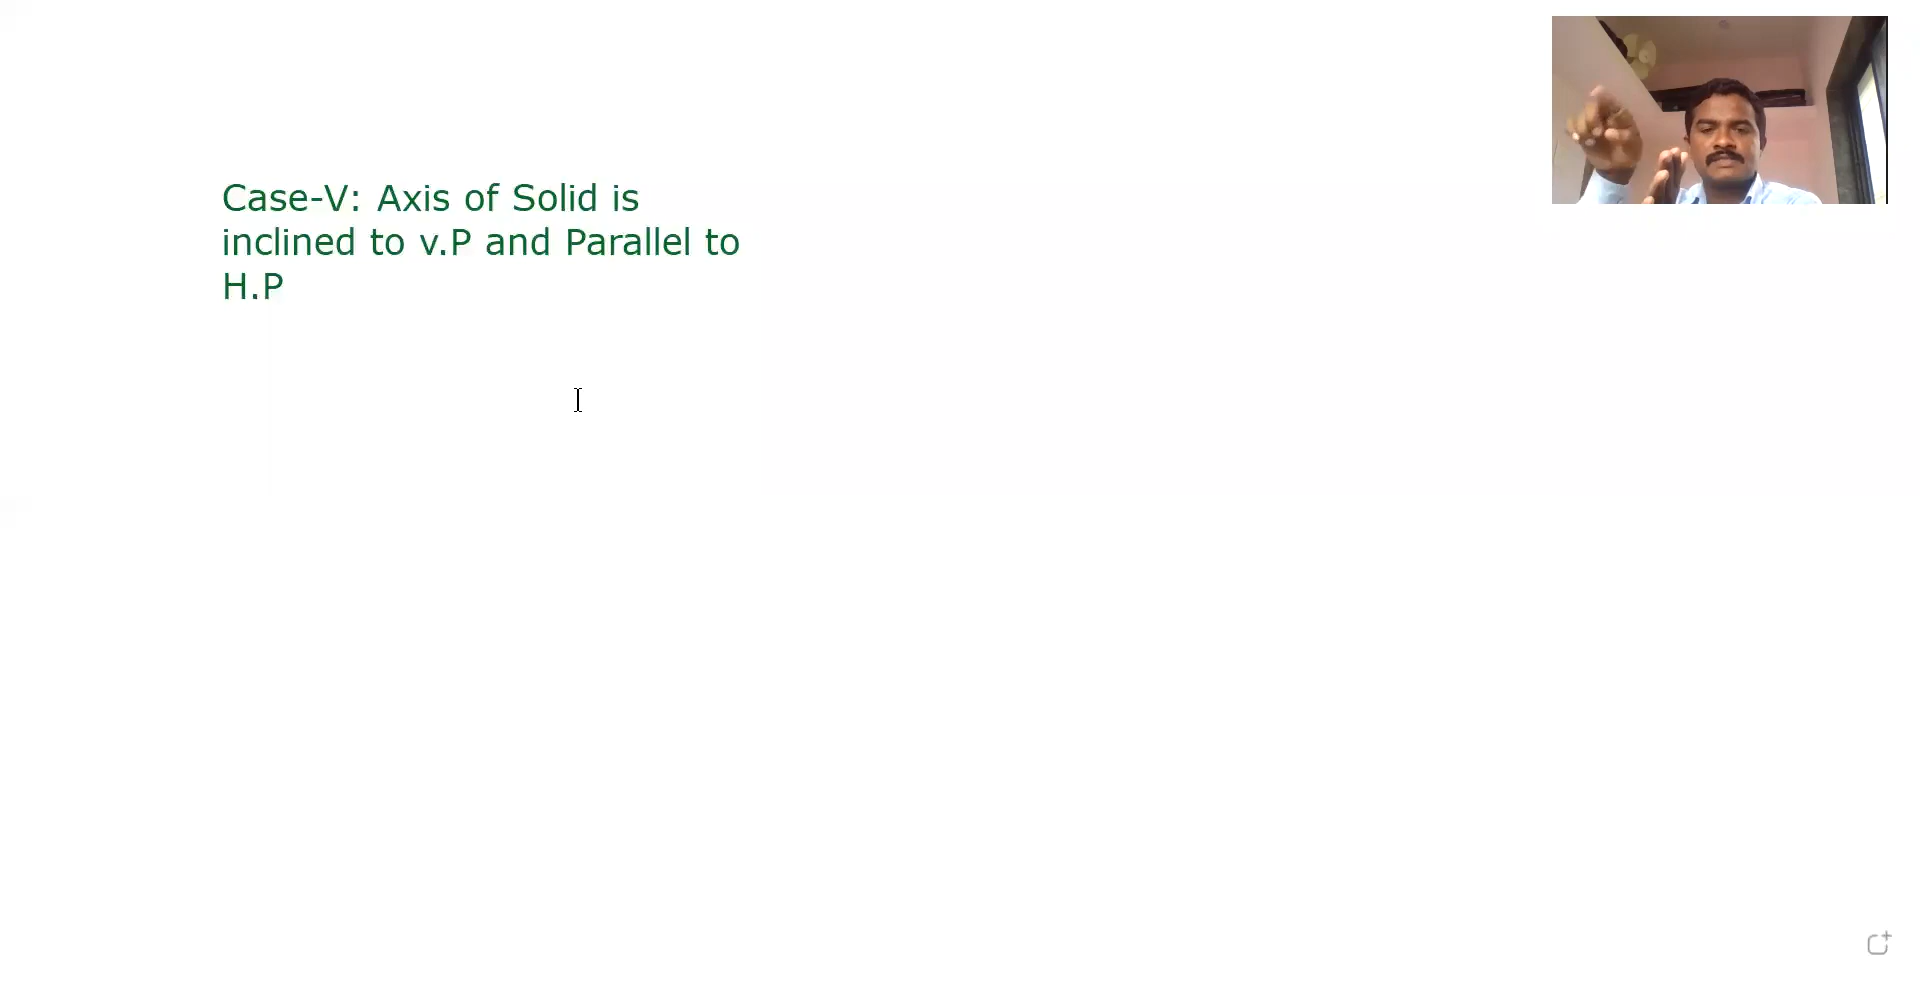 Case-V: Axis of Solid is
inclined to v.P and Parallel to
H.P